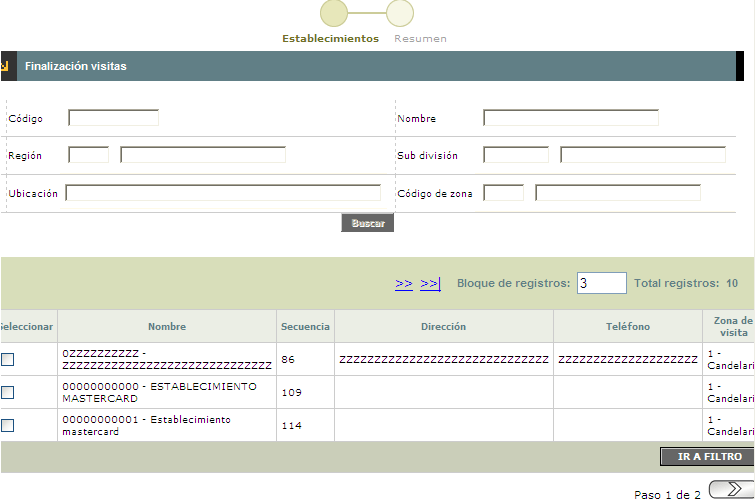 Establecimientos Resumen
Finalización visitas
Código Nombre
Región Sub división
Ubicación Código de zona
Buscar
>> >>| Bloque de registros: 3 Total registros: 10
Seleccionar Nombre Secuencia Dirección Teléfono Zona de
visita
0ZZZZZZZZZZ -
ZZZZZZZZZZZZZZZZZZZZZZZZZZZZZZ 86 ZZZZZZZZZZZZZZZZZZZZZZZZZZZZZZ ZZZZZZZZZZZZZZZZZZZZ 1 -
Candelari
00000000000 - ESTABLECIMIENTO
MASTERCARD 109 1 -
Candelari
00000000001 - Establecimiento
mastercard 114 1 -
Candelari
IR A FILTRO
Paso 1 de 2